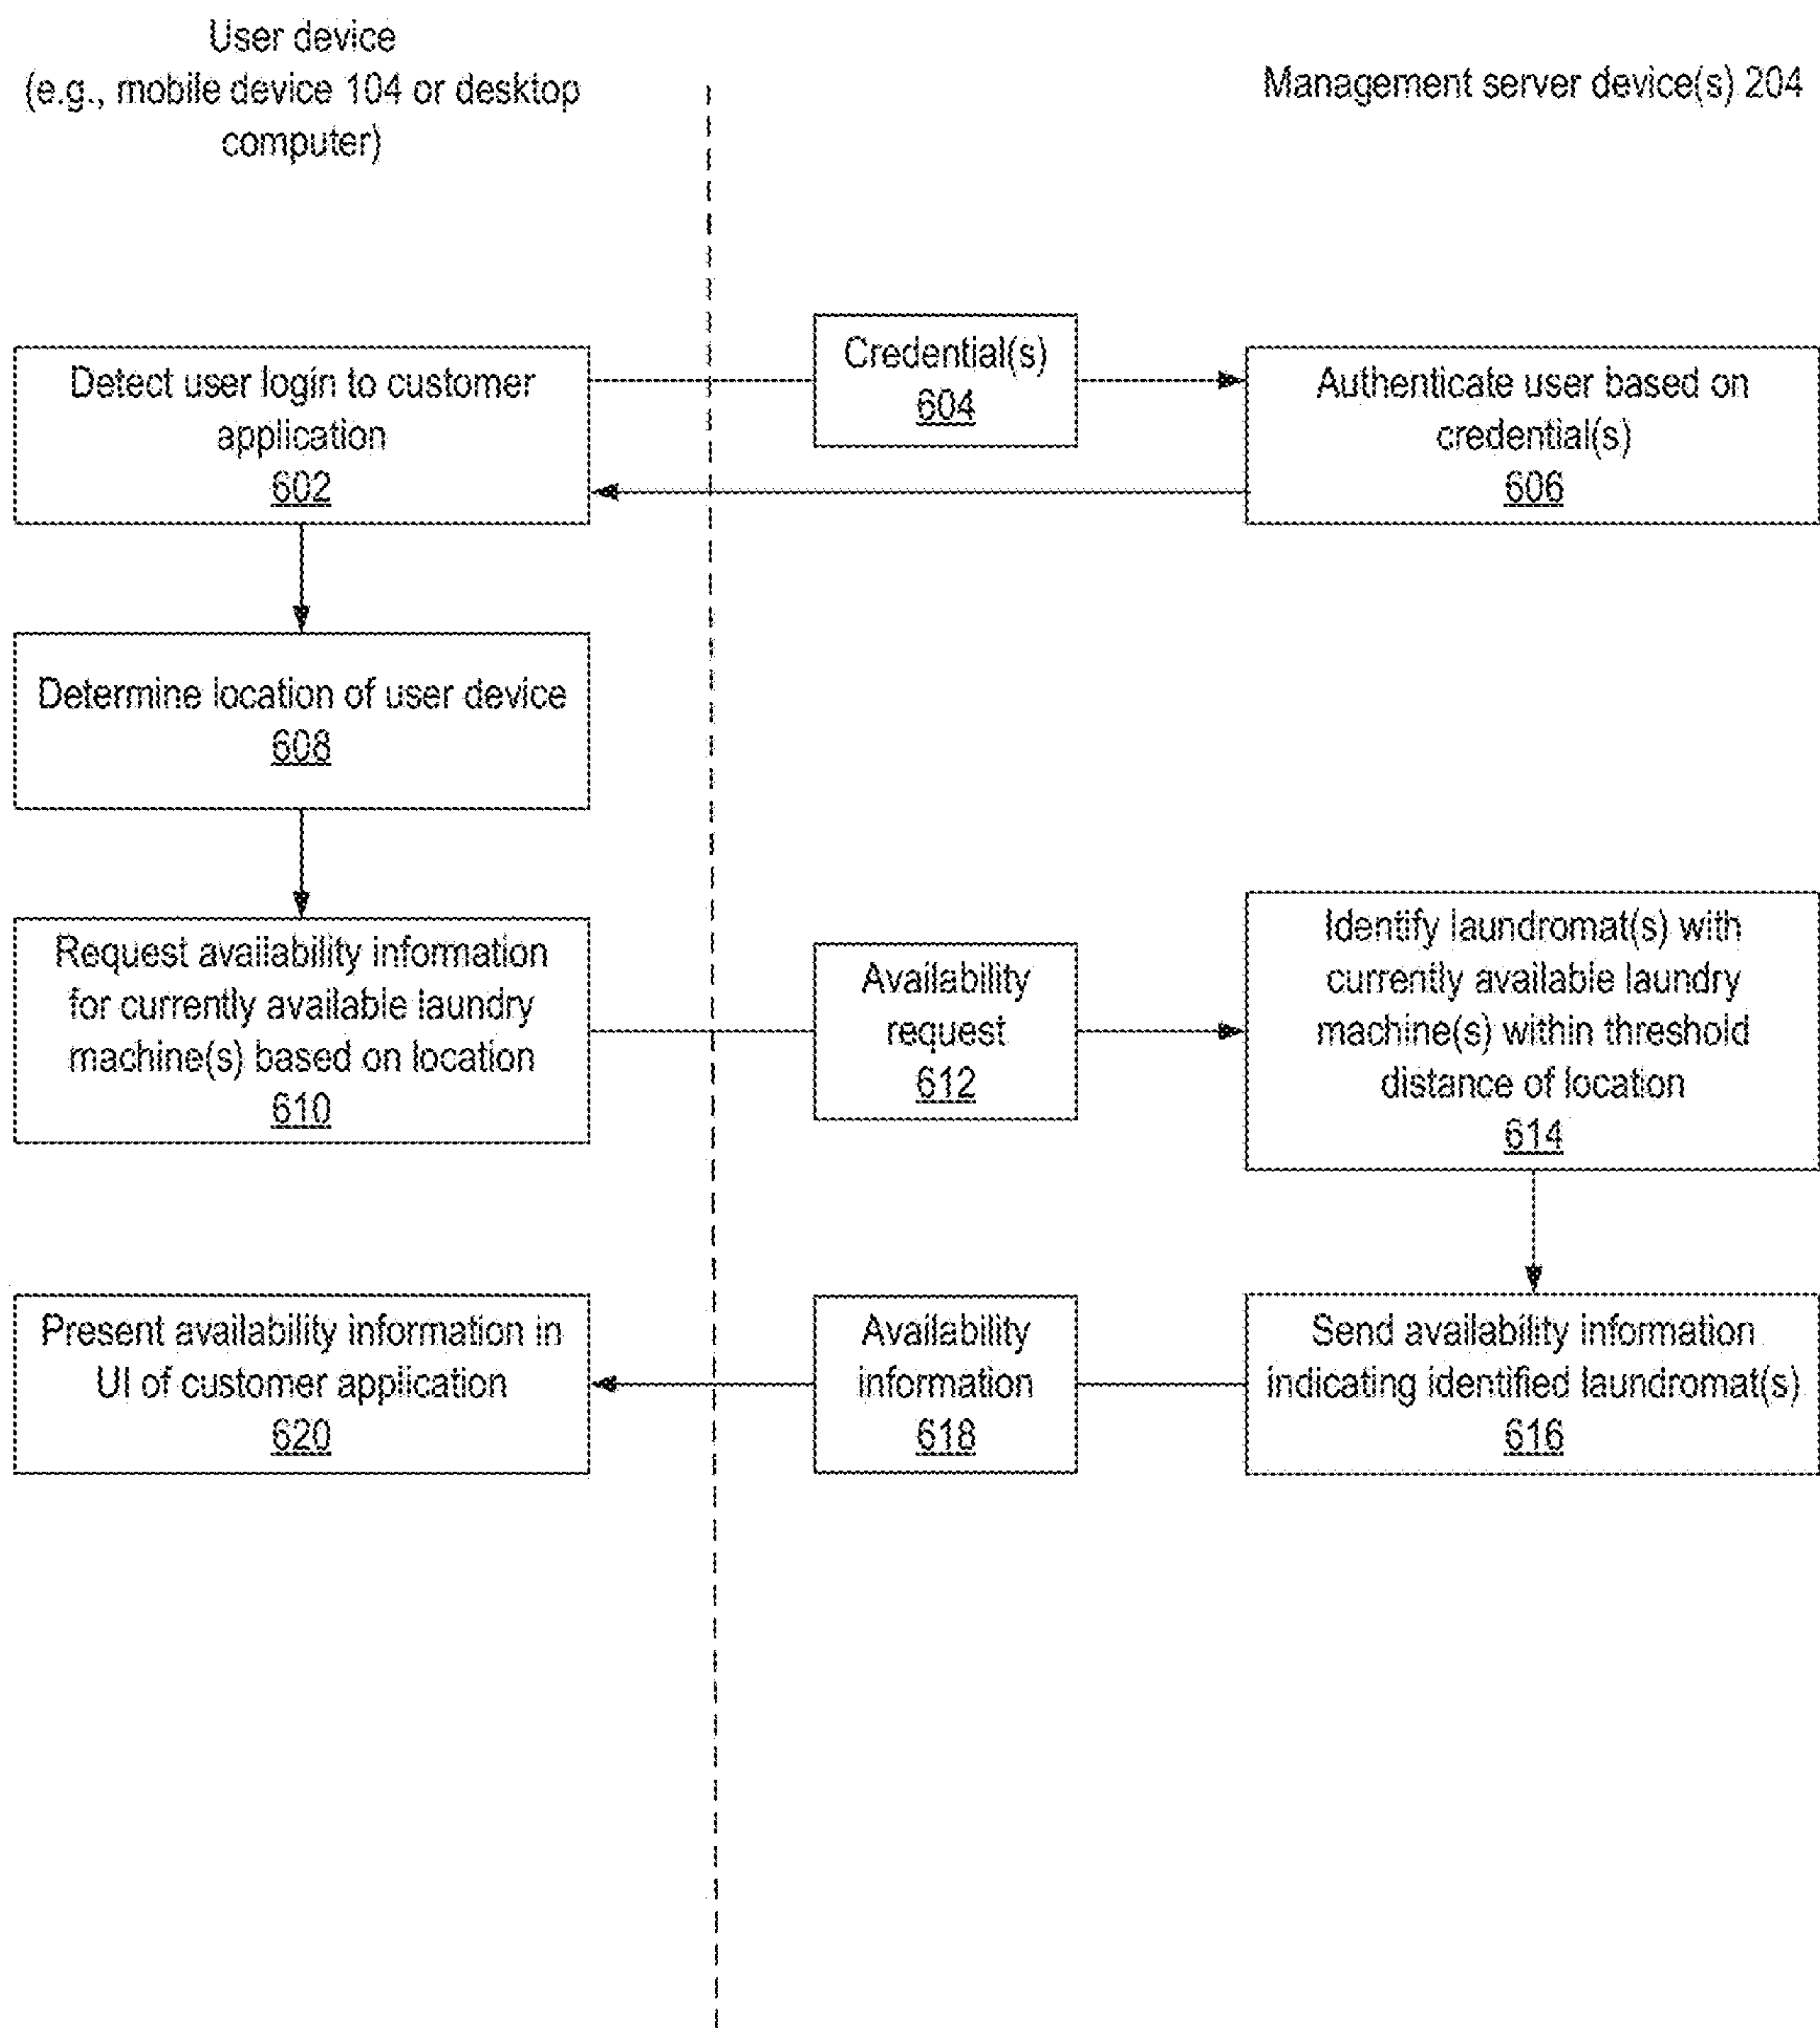 User device
(e.g., mobile device 104 or desktop
computer)
Management server device(s) 204
Detect user login to customer
application
602
Credential(s)
604
Authenticate user based on
credential(s)
606
Determine location of user device
608
Request availability information
for currently available laundry
machine(s) based on location
610
Availability
request
612
Identify laundromat(s) with
currently available laundry
machine(s) within threshold
distance of location
614
Present availability information in
UI of customer application
620
Availability
information
618
Send availability information
indicating identified laundromat(s)
616